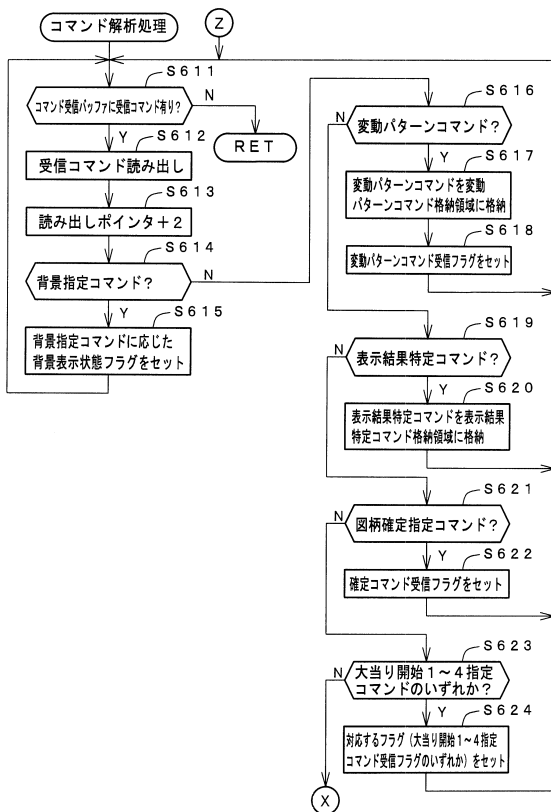 コマンド解析処理
Z
S611
コマンド受信バッファに受信コマンド有り?
N
Y
RET
S612
受信コマンド読み出し
S613
読み出しポインタ+2
S614
背景指定コマンド?
N
Y
S615
背景指定コマンドに応じた
背景表示状態フラグをセット
S616
変動パターンコマンド?
N
Y
S617
変動パターンコマンドを変動
パターンコマンド格納領域に格納
S618
変動パターンコマンド受信フラグをセット
S619
表示結果特定コマンド?
N
Y
S620
表示結果特定コマンドを表示結果
特定コマンド格納領域に格納
S621
図柄確定指定コマンド?
N
Y
S622
確定コマンド受信フラグをセット
S623
大当り開始1~4指定
コマンドのいずれか?
N
Y
S624
対応するフラグ(大当り開始1~4指定
コマンド受信フラグのいずれか)をセット
X